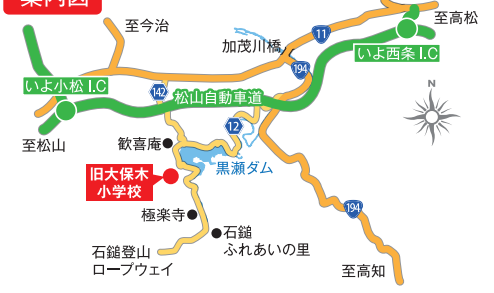 案内図
至今治
至高松
加茂川橋
11
いよ西条I.C
194
いよ小松I.C
142
松山自動車道
N
12
至松山
歓喜庵
黒瀬ダム
旧大保木
小学校
極楽寺
194
石鎚
ふれあいの里
石鎚登山
ロープウェイ
至高知